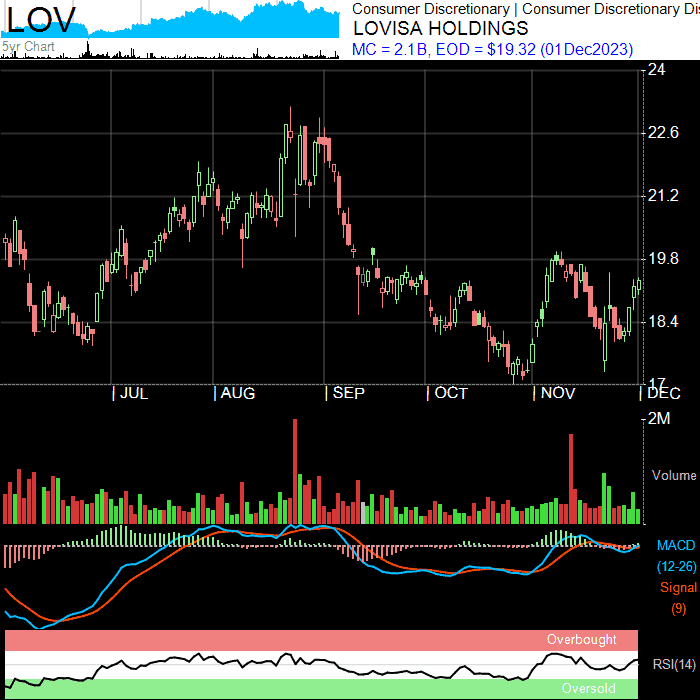 LOV
5yr Chart
Consumer Discretionary | Consumer Discretionary Dis
LOVISA HOLDINGS
MC = 2.1B, EOD = $19.32 (01Dec2023)
24
22.6
21.2
19.8
18.4
17
JUL AUG SEP OCT NOV DEC
2M
Volume
MACD
(12-26)
Signal
(9)
Overbought
RSI(14)
Oversold